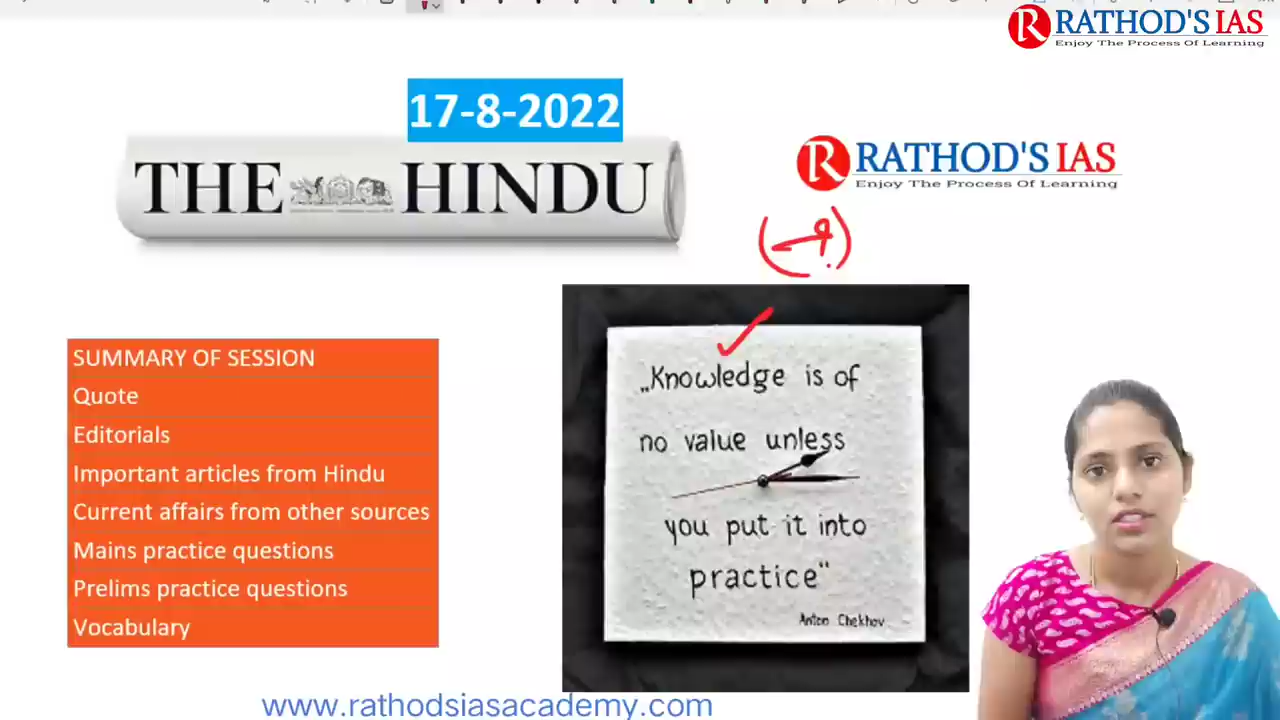 RATHOD'S IAS
Enjoy The Process Of Learning
17-8-2022
THE HINDU
RATHOD'S IAS
Enjoy The Process Of Learning
SUMMARY OF SESSION
Quote
Editorials
Important articles from Hindu
Current affairs from other sources
Mains practice questions
Prelims practice questions
Vocabulary
„Knowledge is of
no value unless
you put it into
practice"
Anton Chekhov
www.rathodsiasacademy.com